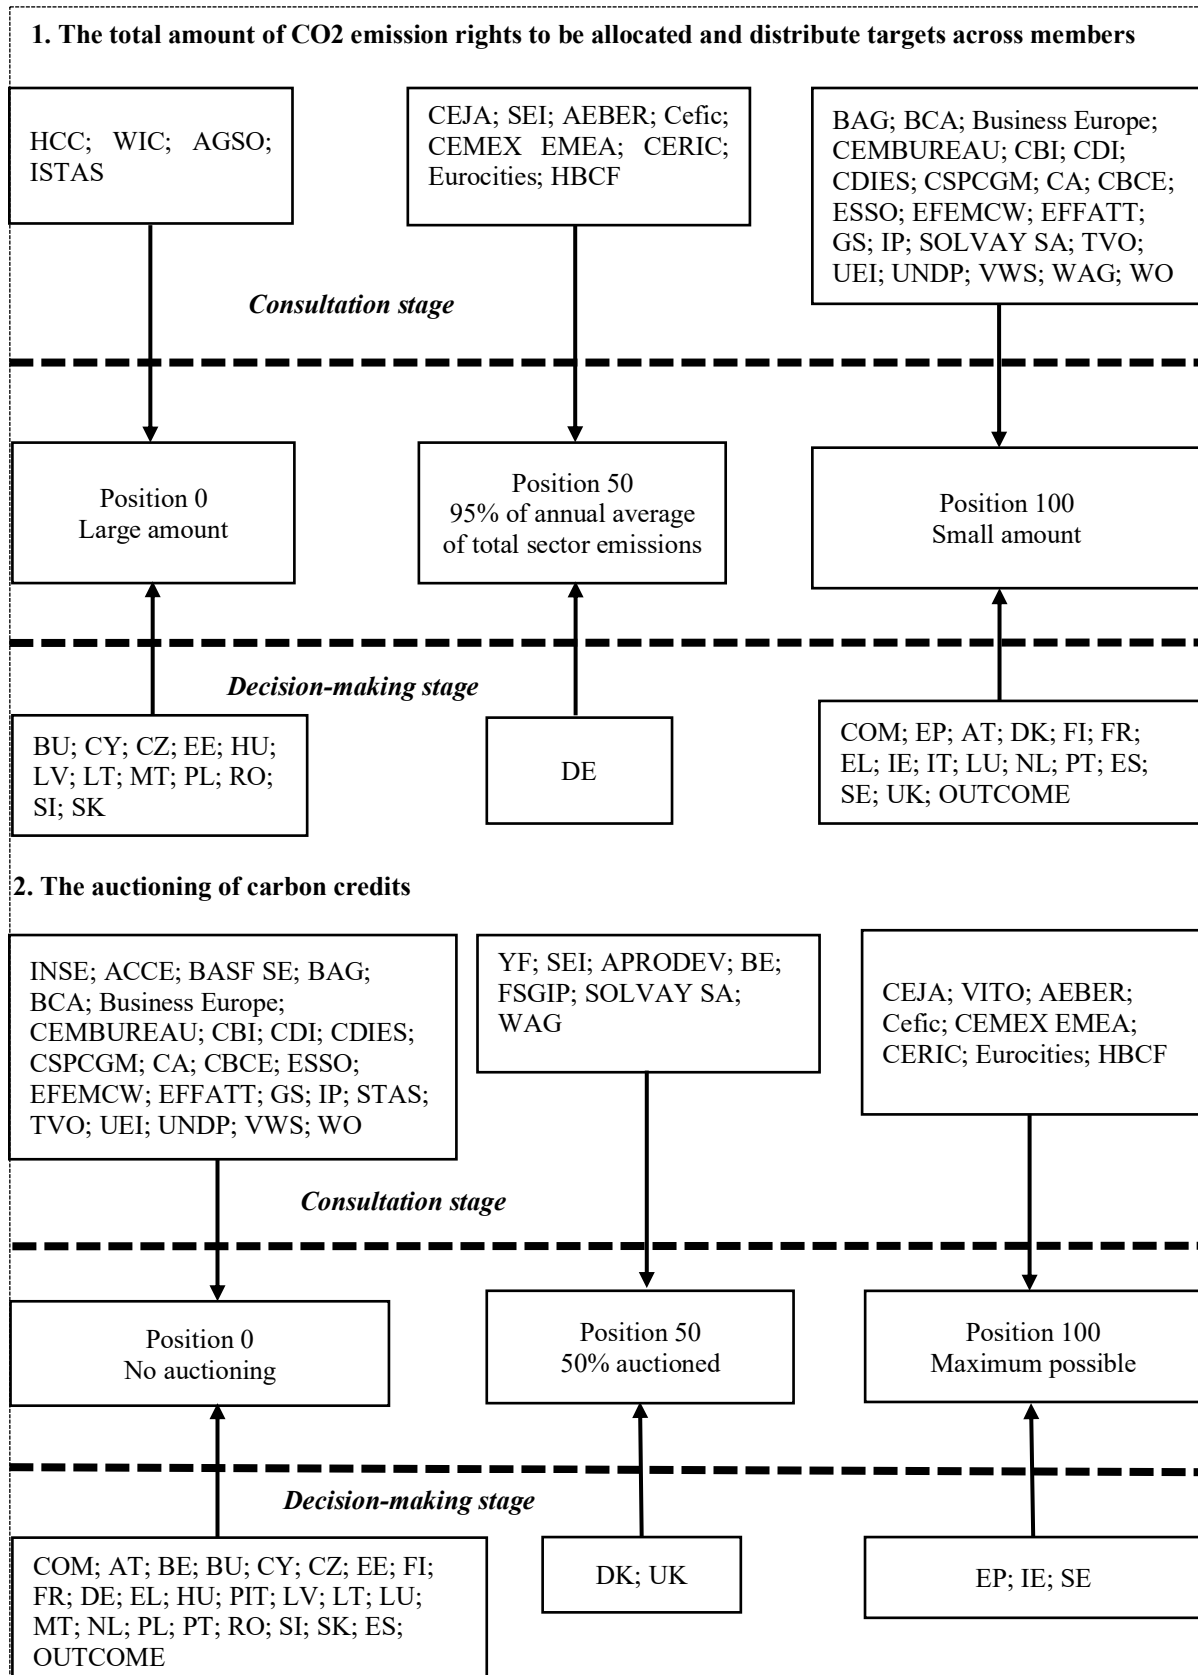 1. The total amount of CO2 emission rights to be allocated and distribute targets across members
HCC; WIC; AGSO;
ISTAS
CEJA; SEI; AEBER; Cefic;
CEMEX EMEA; CERIC;
Eurocities; HBCF
BAG; BCA; Business Europe;
CEMBUREAU; CBI; CDI;
CDIES; CSPCGM; CA; CBCE;
ESSO; EFEMCW; EFFATT;
GS; IP; SOLVAY SA; TVO;
UEI; UNDP; VWS; WAG; WO
Consultation stage
Position 0
Large amount
Position 50
95% of annual average
of total sector emissions
Position 100
Small amount
Decision-making stage
BU; CY; CZ; EE; HU;
LV; LT; MT; PL; RO;
SI; SK
DE
COM; EP; AT; DK; FI; FR;
EL; IE; IT; LU; NL; PT; ES;
SE; UK; OUTCOME
2. The auctioning of carbon credits
INSE; ACCE; BASF SE; BAG;
BCA; Business Europe;
CEMBUREAU; CBI; CDI; CDIES;
CSPCGM; CA; CBCE; ESSO;
EFEMCW; EFFATT; GS; IP; STAS;
TVO; UEI; UNDP; VWS; WO
YF; SEI; APRODEV; BE;
FSGIP; SOLVAY SA;
WAG
CEJA; VITO; AEBER;
Cefic; CEMEX EMEA;
CERIC; Eurocities; HBCF
Consultation stage
Position 0
No auctioning
Position 50
50% auctioned
Position 100
Maximum possible
Decision-making stage
COM; AT; BE; BU; CY; CZ; EE; FI;
FR; DE; EL; HU; PIT; LV; LT; LU;
MT; NL; PL; PT; RO; SI; SK; ES;
OUTCOME
DK; UK
EP; IE; SE